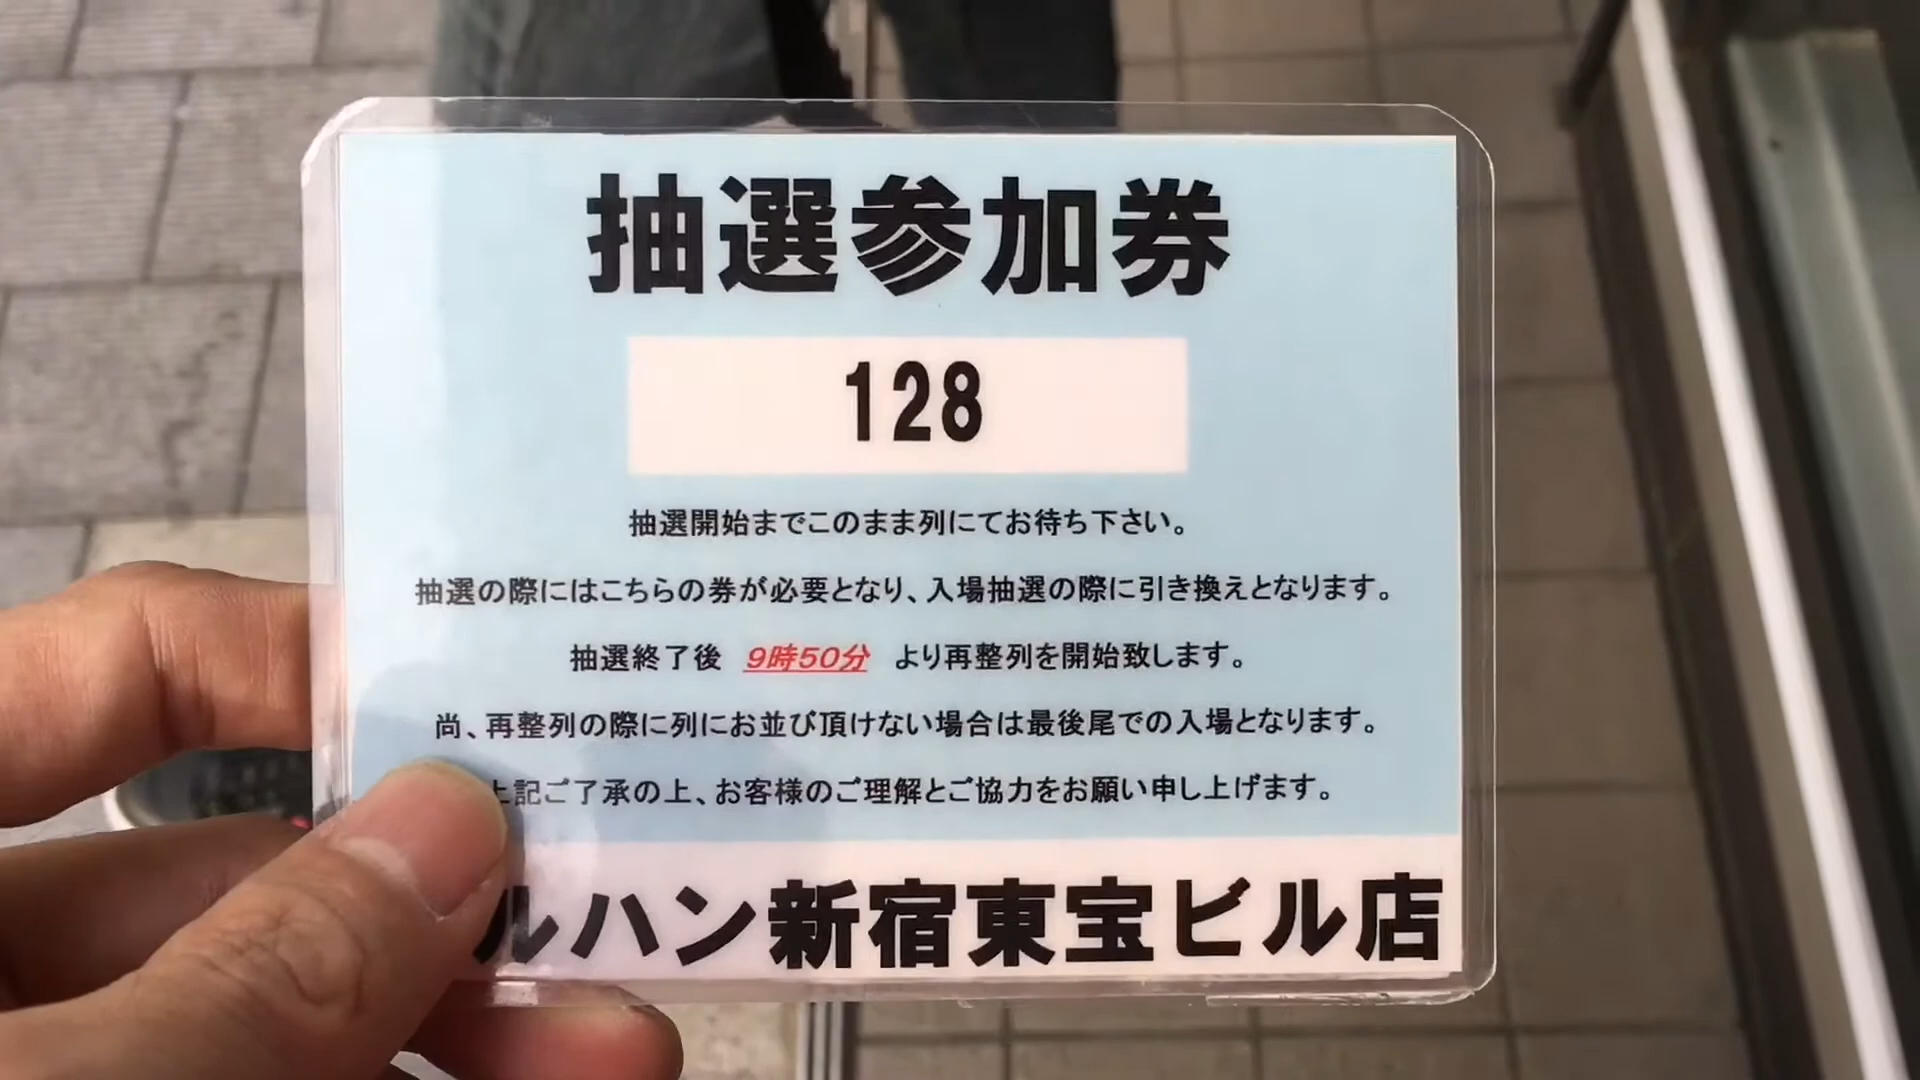 抽選参加券
128
抽選開始までこのまま列にてお待ち下さい。
抽選の際にはこちらの券が必要となり、入場抽選の際に引き換えとなります。
抽選終了後 9時50分 より再整列を開始致します。
尚、再整列の際に列にお並び頂けない場合は最後尾での入場となります。
上記ご了承の上、お客様のご理解とご協力をお願い申し上げます。
ルハン新宿東宝ビル店